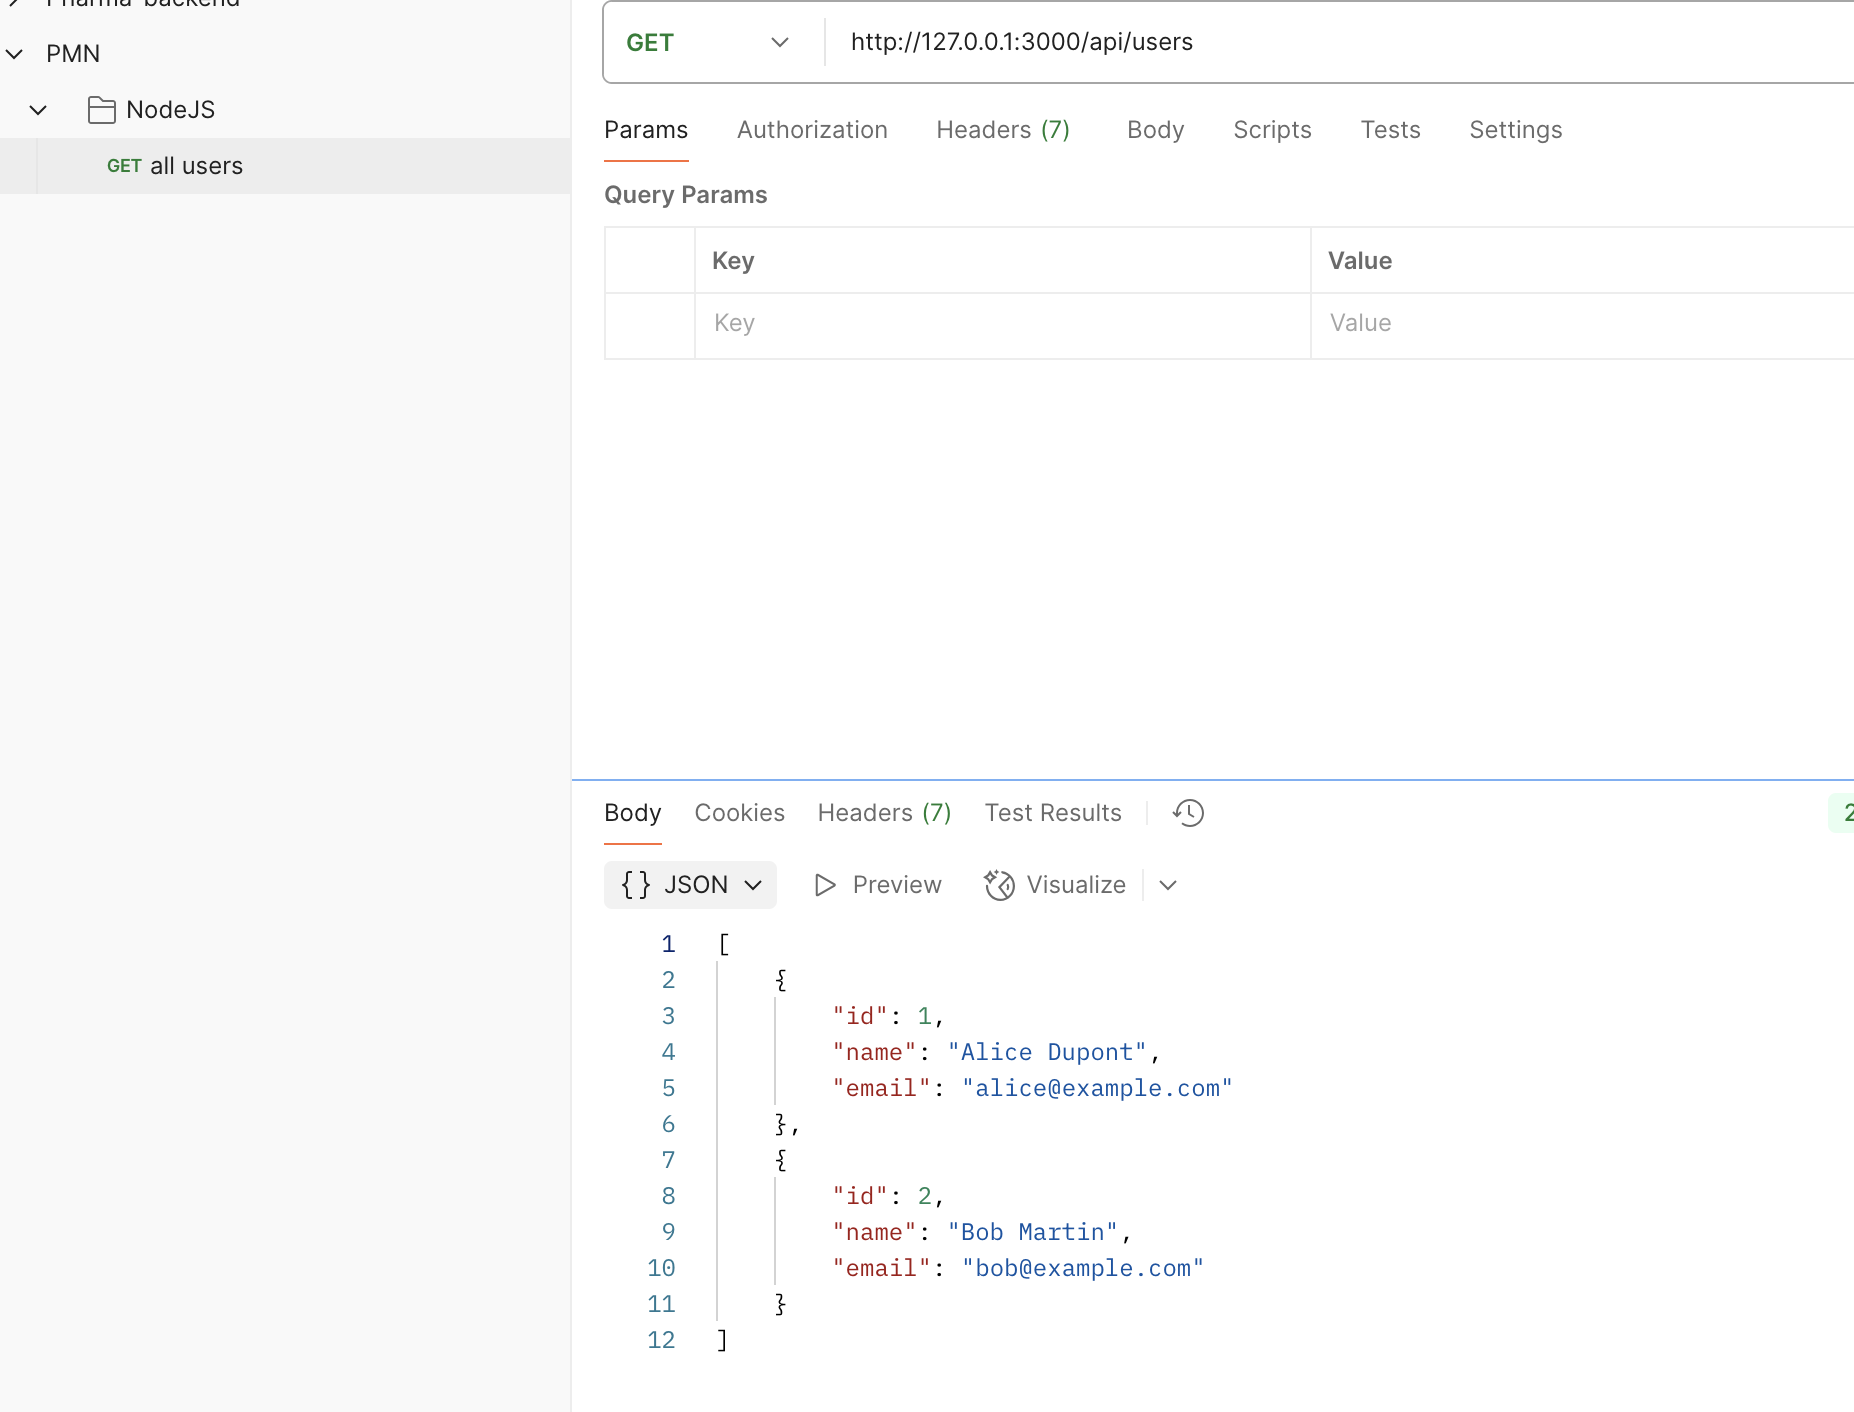 Pharma-backend
PMN
NodeJS
GET all users
GET http://127.0.0.1:3000/api/users
Params Authorization Headers (7) Body Scripts Tests Settings
Query Params
Key Value
Key Value
Body Cookies Headers (7) Test Results 2
{} JSON Preview Visualize
1 [
2 {
3 "id": 1,
4 "name": "Alice Dupont",
5 "email": "alice@example.com"
6 },
7 {
8 "id": 2,
9 "name": "Bob Martin",
10 "email": "bob@example.com"
11 }
12 ]